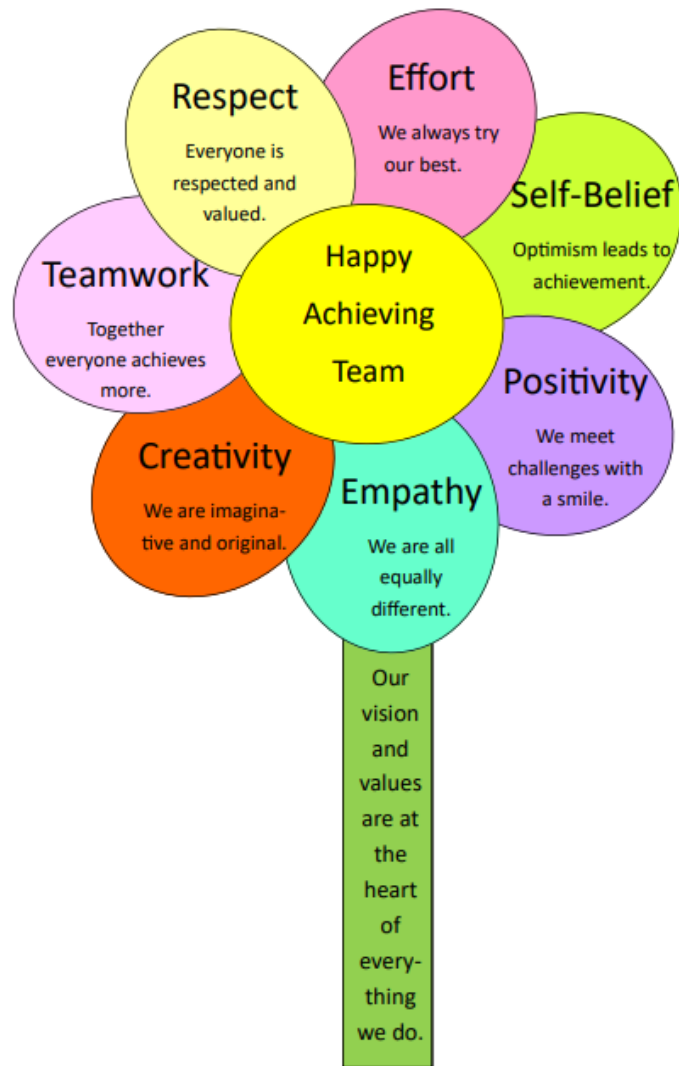 Respect
Everyone is
respected and
valued.
Effort
We always try
our best.
Self-Belief
Optimism leads to
achievement.
Positivity
We meet
challenges with
a smile.
Empathy
We are all
equally
different.
Creativity
We are imagina-
tive and original.
Teamwork
Together
everyone achieves
more.
Happy
Achieving
Team
Our
vision
and
values
are at
the
heart
of
every-
thing
we do.